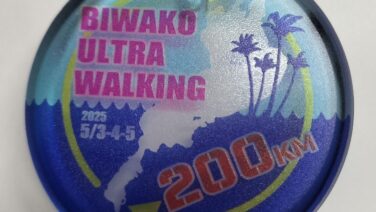 BIWAKO
ULTRA
WALKING
2025
5/3-4-5
200KM